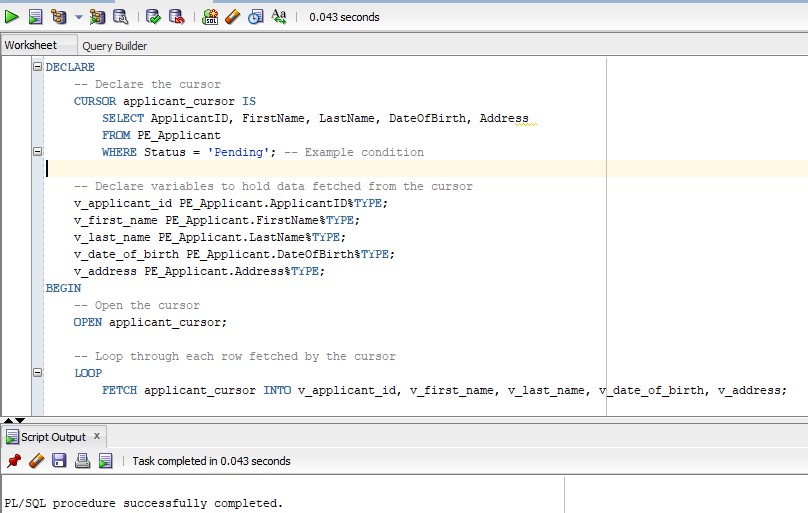 SQL
Aa
0.043 seconds
Worksheet
Query Builder
DECLARE
-- Declare the cursor
CURSOR applicant_cursor IS
SELECT ApplicantID, FirstName, LastName, DateOfBirth, Address
FROM PE_Applicant
WHERE Status = 'Pending'; -- Example condition
-- Declare variables to hold data fetched from the cursor
v_applicant_id PE_Applicant.ApplicantID%TYPE;
v_first_name PE_Applicant.FirstName%TYPE;
v_last_name PE_Applicant.LastName%TYPE;
v_date_of_birth PE_Applicant.DateOfBirth%TYPE;
v_address PE_Applicant.Address%TYPE;
BEGIN
-- Open the cursor
OPEN applicant_cursor;
-- Loop through each row fetched by the cursor
LOOP
FETCH applicant_cursor INTO v_applicant_id, v_first_name, v_last_name, v_date_of_birth, v_address;
Script Output x
Task completed in 0.043 seconds
PL/SQL procedure successfully completed.